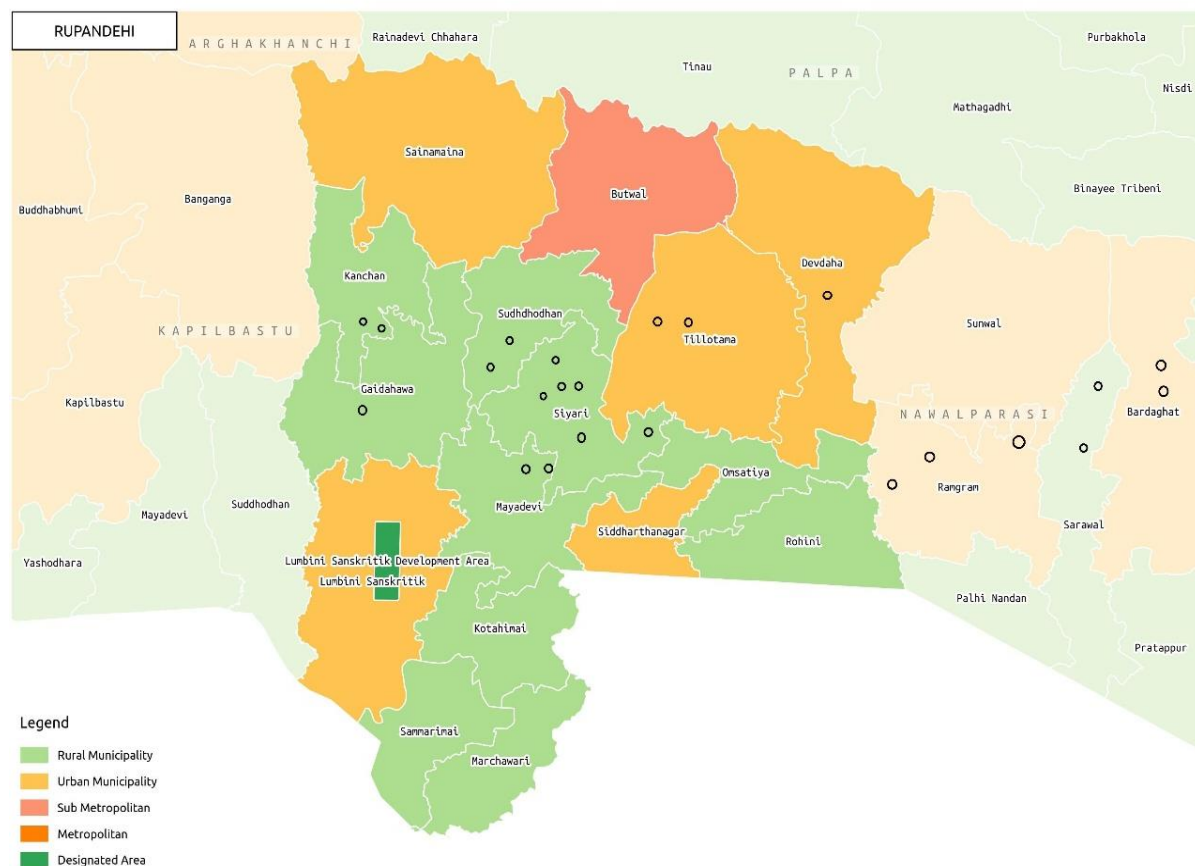 RUPANDEHI
ARGHAKHANCHI
Rainadevi Chhahara
Purbakhola
Tinau
PALPA
Nisdi
Mathagadhi
Sainamaina
Butwal
Binayee Tribeni
Buddhabhumi
Banganga
Kanchan
Devdaha
Sudhdhodhan
Sunwal
KAPILBASTU
Tillotama
Gaidahawa
Kapilbastu
Siyari
NAWALPARASI
Bardaghat
Omsatiya
Ramgram
Suddhodhan
Mayadevi
Mayadevi
Siddharthanagar
Rohini
Sarawal
Yashodhara
Lumbini Sanskritik Development Area
Lumbini Sanskritik
Palhi Nandan
Kotahimai
Pratappur
Sammarimai
Marchawari
Legend
Rural Municipality
Urban Municipality
Sub Metropolitan
Metropolitan
Designated Area